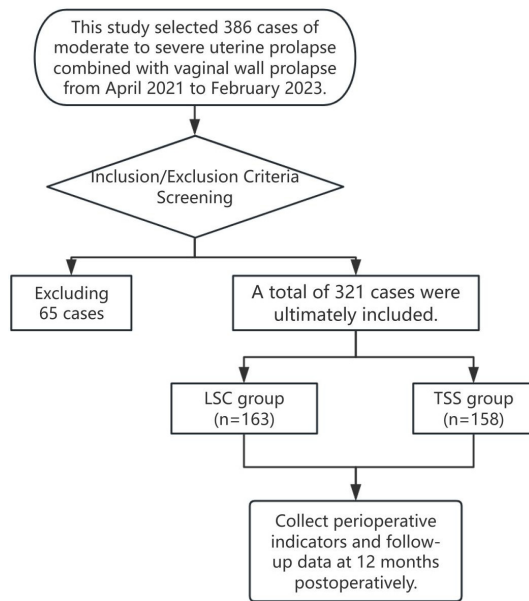 This study selected 386 cases of
moderate to severe uterine prolapse
combined with vaginal wall prolapse
from April 2021 to February 2023.
Inclusion/Exclusion Criteria
Screening
Excluding
65 cases
A total of 321 cases were
ultimately included.
LSC group
(n=163)
TSS group
(n=158)
Collect perioperative
indicators and follow-
up data at 12 months
postoperatively.